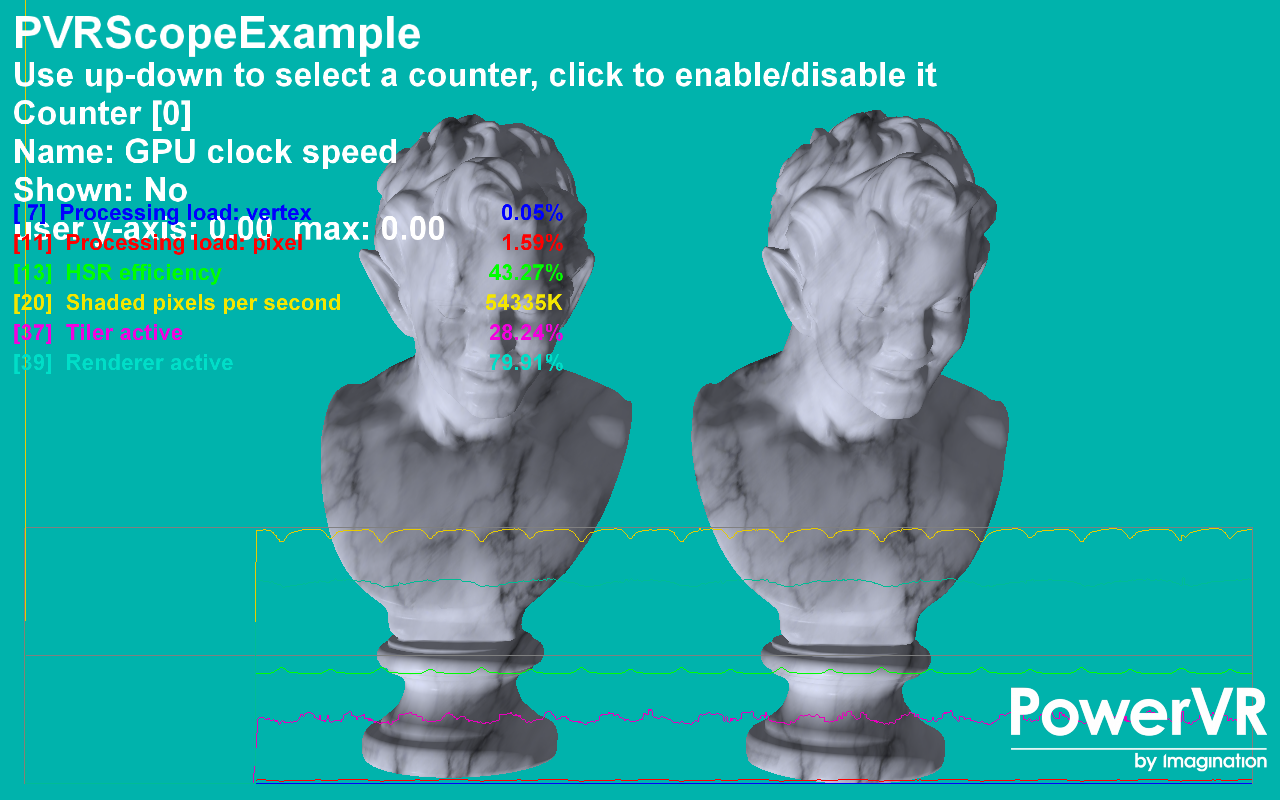 PVRScopeExample
Use up-down to select a counter, click to enable/disable it
Counter [0]
Name: GPU clock speed
Shown: No
[ 7] Processing load: vertex 0.05%
user y-axis: 0.00 max: 0.00
[11] Processing load: pixel 1.59%
[13] HSR efficiency 43.27%
[20] Shaded pixels per second 54335K
[37] Tiler active 28.24%
[39] Renderer active 79.91%
PowerVR
by Imagination